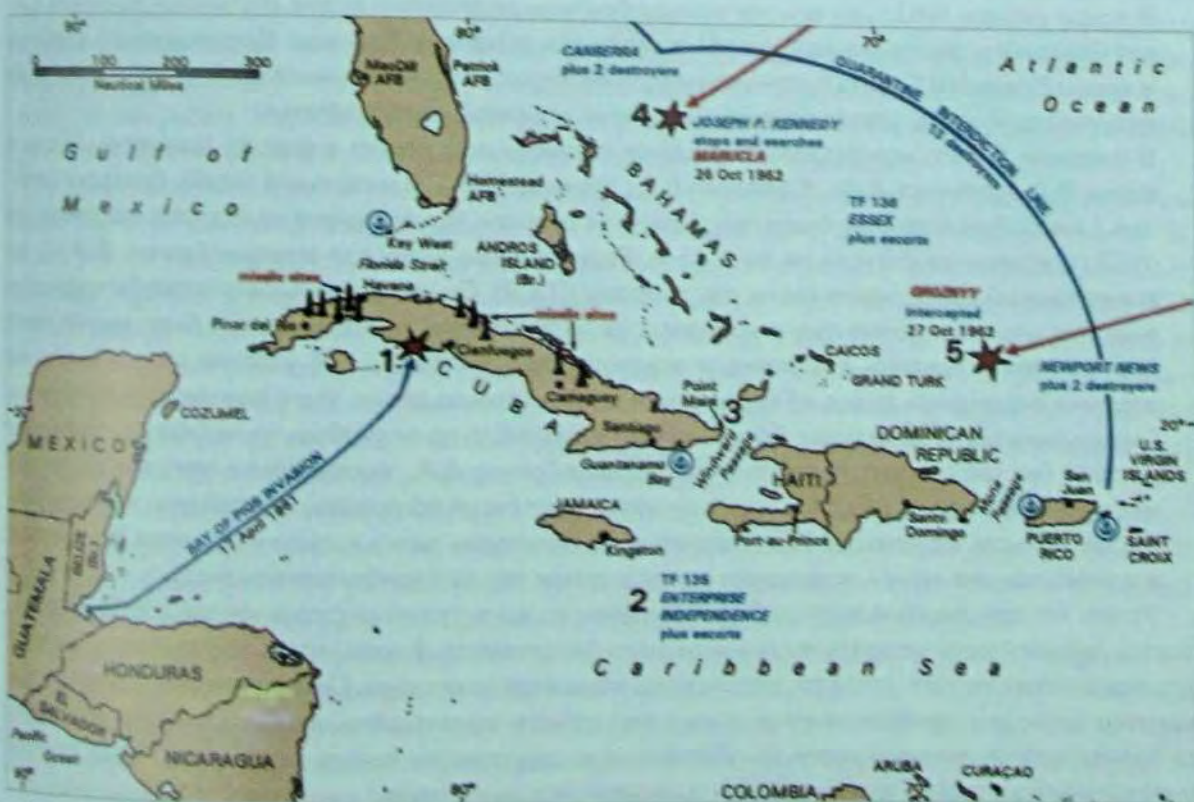 90°
80°
70°
0 100 200 300
Nautical Miles
MacDill
AFB
Patrick
AFB
CANBERRA
plus 2 destroyers
QUARANTINE INTERDICTION LINE
13 destroyers
Atlantic
Ocean
4
JOSEPH P. KENNEDY
stops and searches
MARUCLA
26 Oct 1962
Gulf of
Mexico
Homestead
AFB
BAHAMAS
TF 136
ESSEX
plus escorts
Key West
Florida Strait
ANDROS
ISLAND
(Br.)
missile sites
Havana
Pinar del Rio
missile sites
GROZNYY
intercepted
27 Oct 1962
5
1
Cienfuegos
CUBA
Camaguey
CAICOS
GRAND TURK
NEWPORT NEWS
plus 2 destroyers
Point
3
COZUMEL
MEXICO
Santiago
Guantanamo
Bay
Windward
Passage
DOMINICAN
REPUBLIC
20°
U.S.
VIRGIN
ISLANDS
San
Juan
HAITI
Mona
Passage
BAY OF PIGS INVASION
17 April 1961
JAMAICA
Kingston
Port-au-Prince
Santo
Domingo
PUERTO
RICO
SAINT
CROIX
BELIZE
(Br.)
GUATEMALA
2
TF 135
ENTERPRISE
INDEPENDENCE
plus escorts
HONDURAS
Caribbean Sea
EL
SALVADOR
Pacific
Ocean
NICARAGUA
90°
80°
70°
ARUBA
CURAÇAO
COLOMBIA